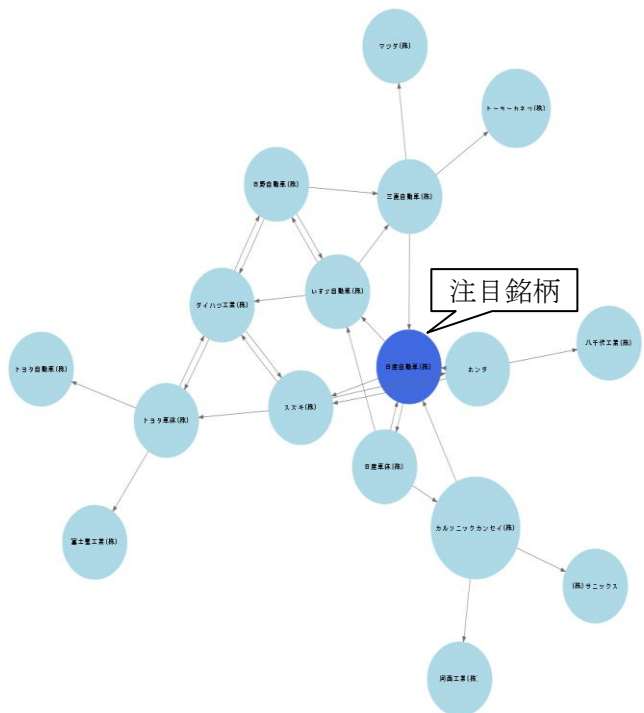 マツダ(株)
トーモーカネコ(株)
日野自動車(株)
三菱自動車(株)
いすゞ自動車(株)
ダイハツ工業(株)
注目銘柄
八千代工業(株)
トヨタ自動車(株)
日産自動車(株)
ホンダ
スズキ(株)
トヨタ車体(株)
日産車体(株)
カルソニックカンセイ(株)
富士重工業(株)
(株)サニックス
河西工業(株)